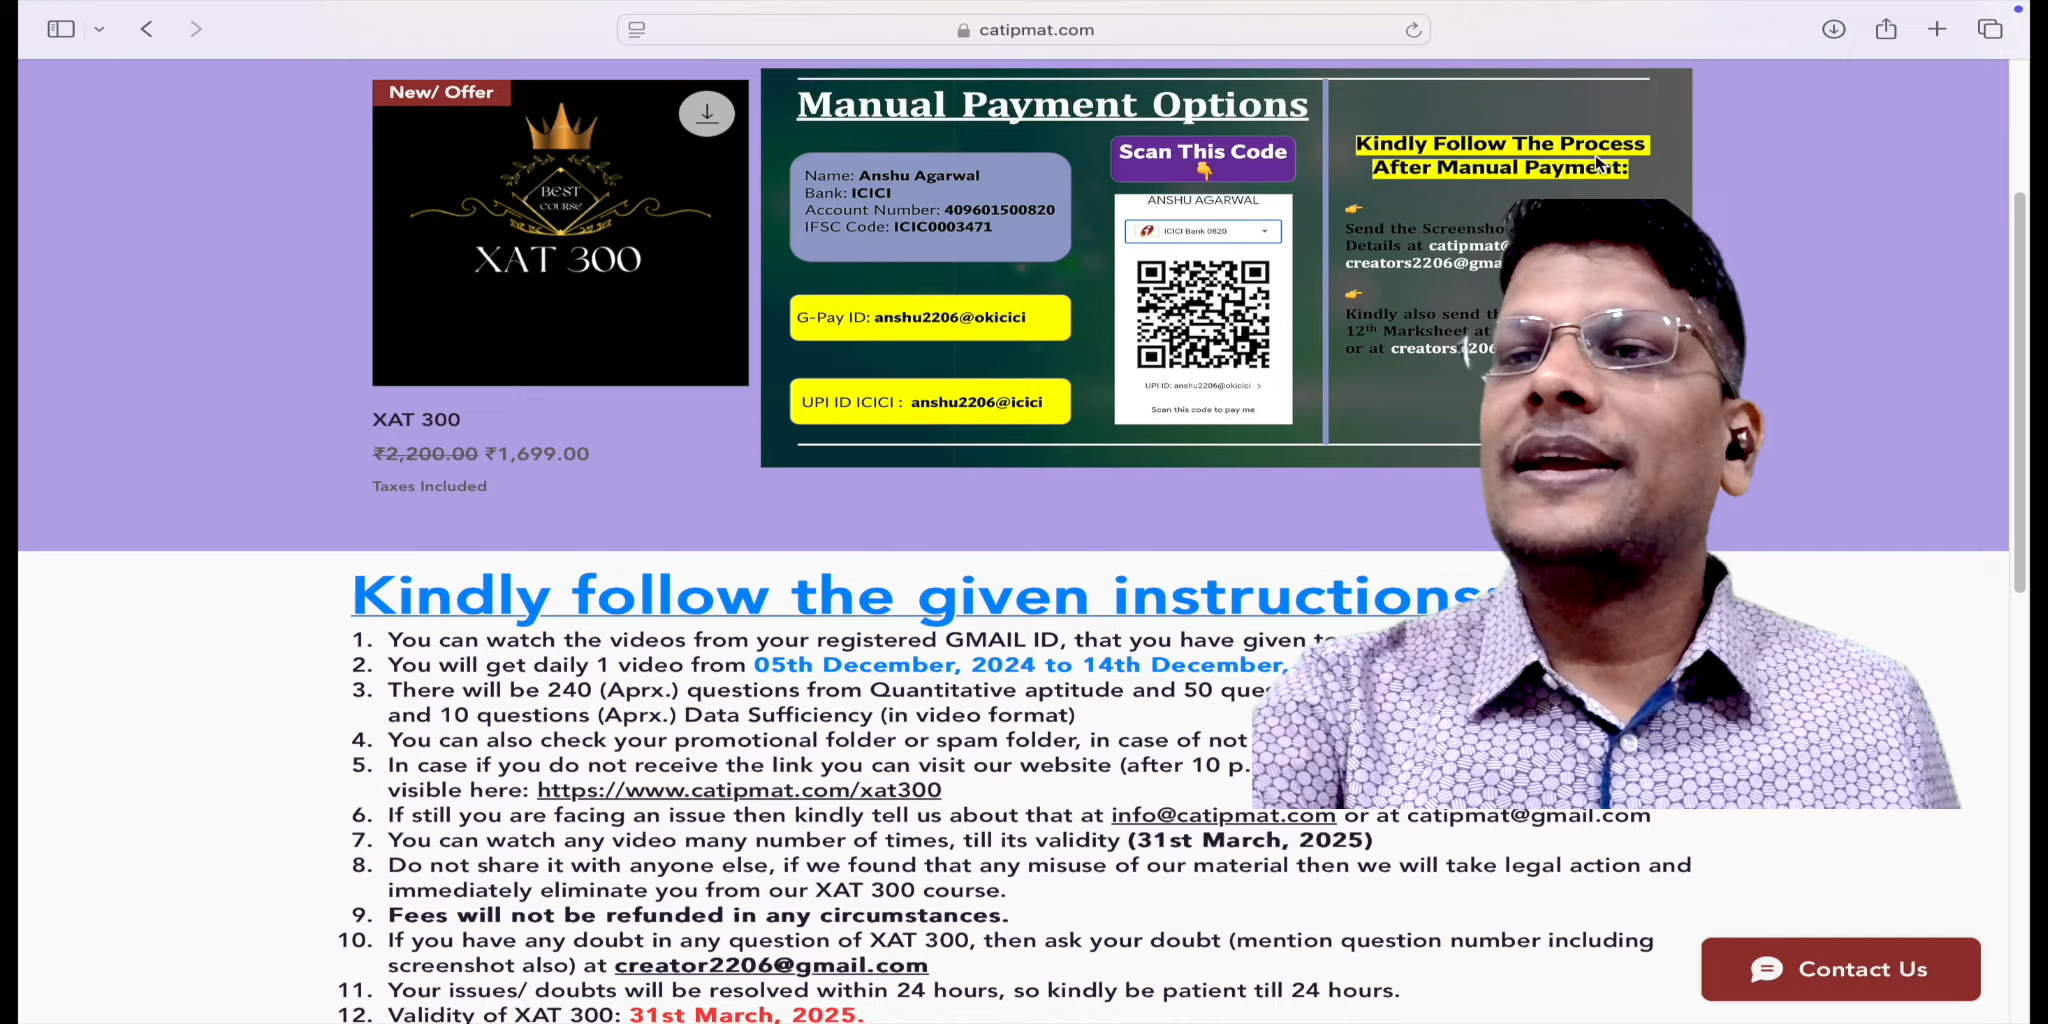 catipmat.com
New/ Offer
BEST
COURSE
XAT 300
XAT 300
₹2,200.00 ₹1,699.00
Taxes Included
Manual Payment Options
Name: Anshu Agarwal
Bank: ICICI
Account Number: 409601500820
IFSC Code: ICIC0003471
G-Pay ID: anshu2206@okicici
UPI ID ICICI : anshu2206@icici
Scan This Code
ANSHU AGARWAL
ICICI Bank 0820
UPI ID: anshu2206@okicici
Scan this code to pay me
Kindly Follow The Process
After Manual Payment:
Send the
Details at
Kindly also send
12th Marksheet at
or at
Kindly follow the given instructions
1. You can watch the videos from your registered GMAIL ID, that you have given
2. You will get daily 1 video from 05th December, 2024 to 14th December,
3. There will be 240 (Aprx.) questions from Quantitative aptitude and 50
and 10 questions (Aprx.) Data Sufficiency (in video format)
4. You can also check your promotional folder or spam folder, in case of not
5. In case if you do not receive the link you can visit our website (after 10 p.
visible here: https://www.catipmat.com/xat300
6. If still you are facing an issue then kindly tell us about that at info@catipmat.com or at catipmat@gmail.com
7. You can watch any video many number of times, till its validity (31st March, 2025)
8. Do not share it with anyone else, if we found that any misuse of our material then we will take legal action and
immediately eliminate you from our XAT 300 course.
9. Fees will not be refunded in any circumstances.
10. If you have any doubt in any question of XAT 300, then ask your doubt (mention question number including
screenshot also) at creator2206@gmail.com
11. Your issues/ doubts will be resolved within 24 hours, so kindly be patient till 24 hours.
12. Validity of XAT 300: 31st March, 2025.
Contact Us